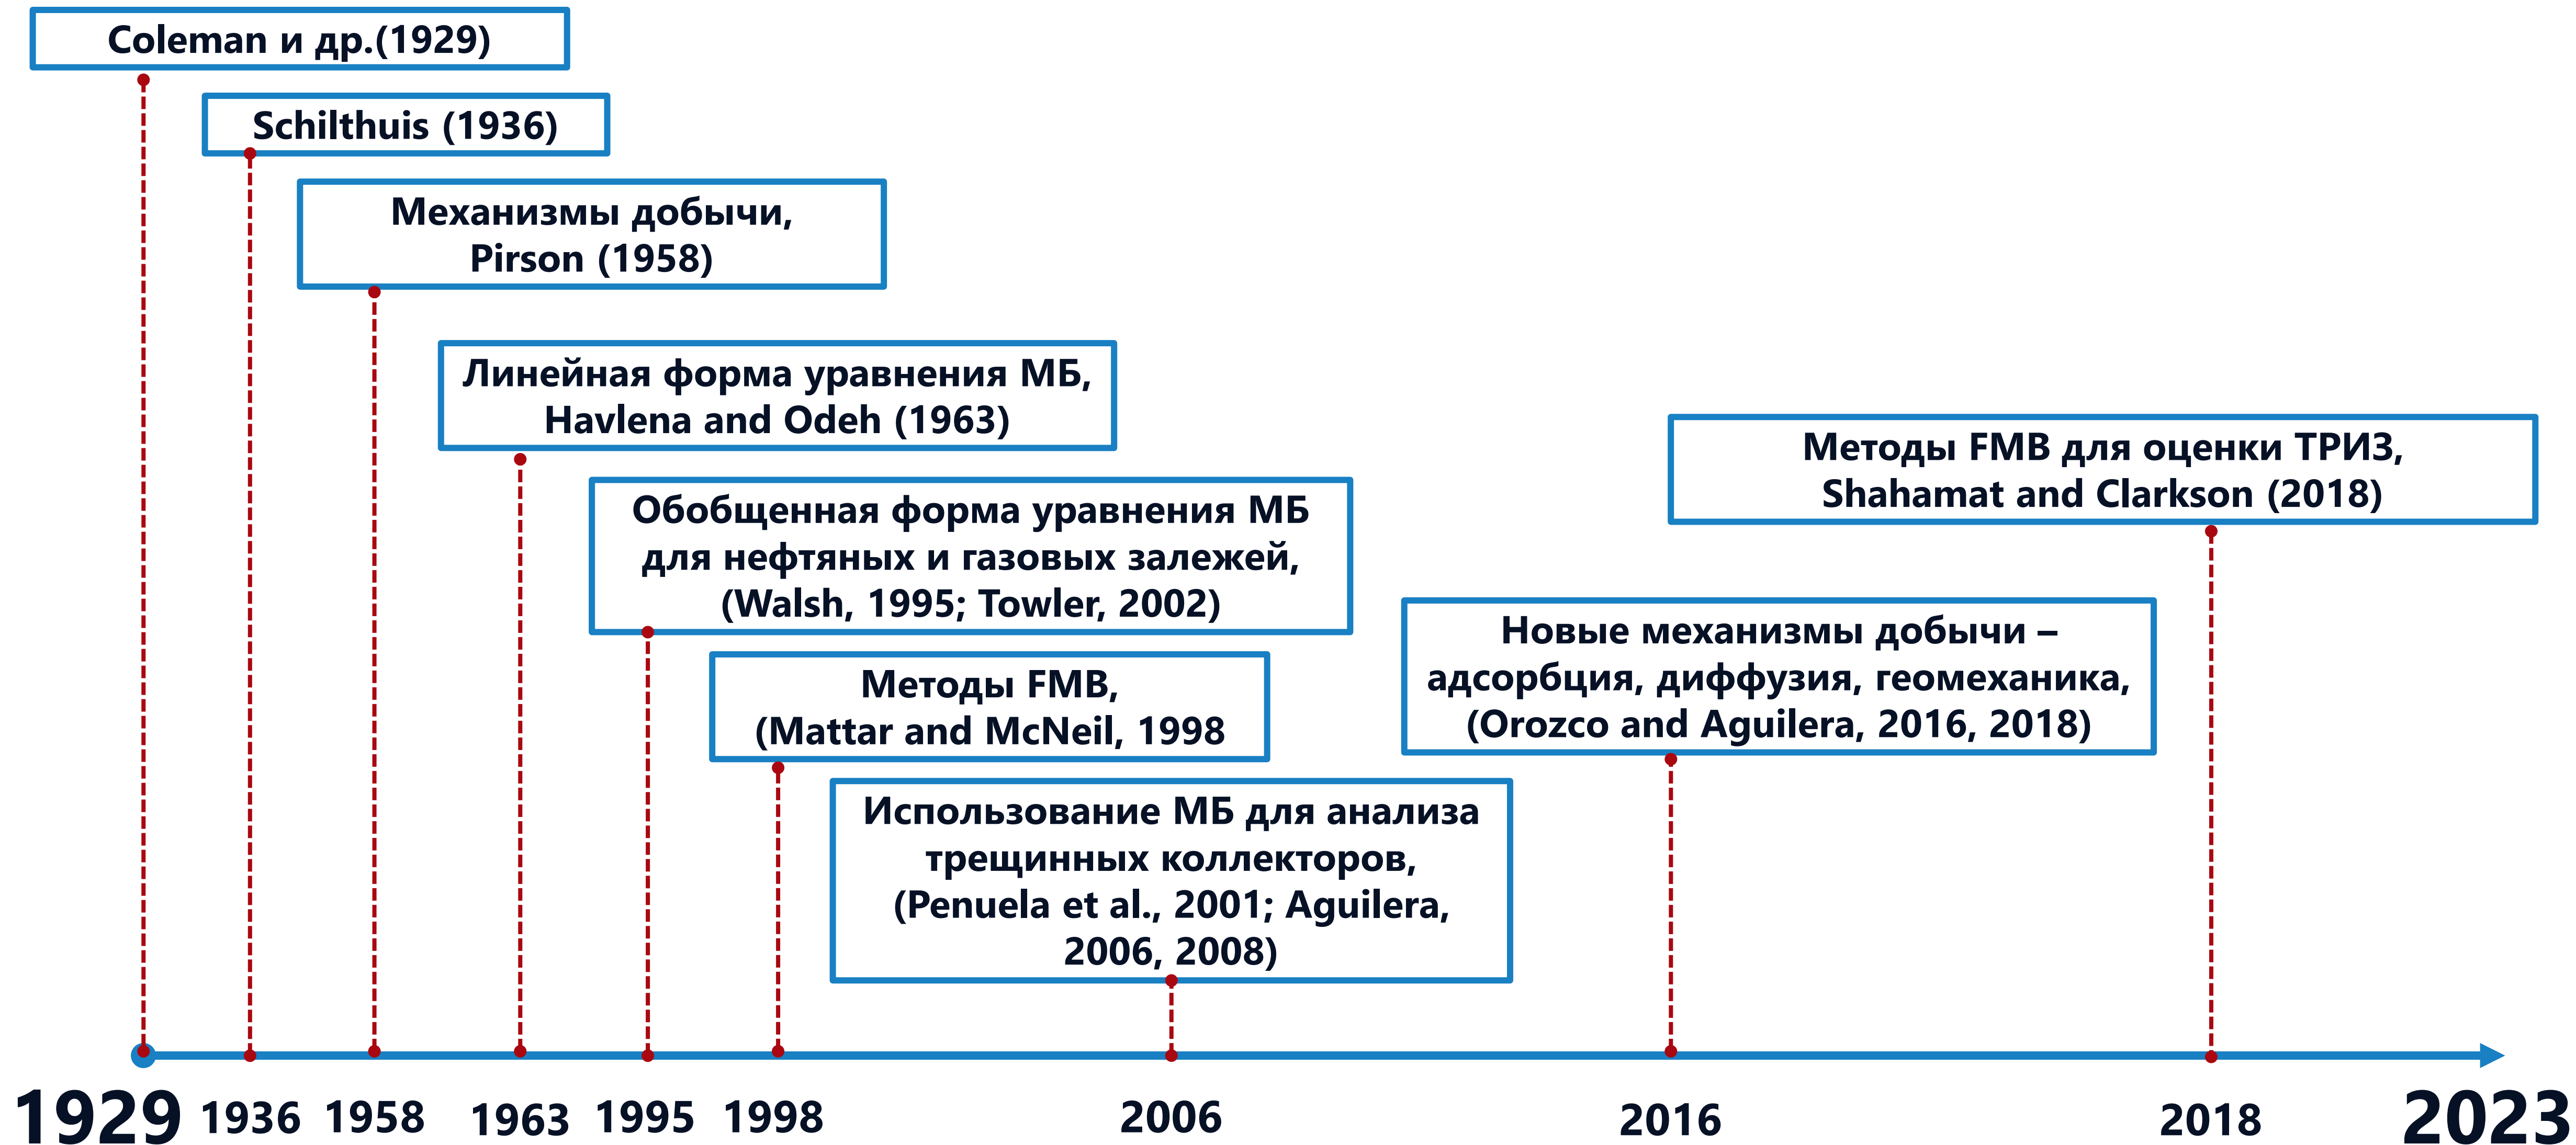 Coleman и др.(1929)
Schilthuis (1936)
Механизмы добычи,
Pirson (1958)
Линейная форма уравнения МБ,
Havlena and Odeh (1963)
Обобщенная форма уравнения МБ
для нефтяных и газовых залежей,
(Walsh, 1995; Towler, 2002)
Методы FMB,
(Mattar and McNeil, 1998
Использование МБ для анализа
трещинных коллекторов,
(Penuela et al., 2001; Aguilera,
2006, 2008)
Новые механизмы добычи –
адсорбция, диффузия, геомеханика,
(Orozco and Aguilera, 2016, 2018)
Методы FMB для оценки ТРИЗ,
Shahamat and Clarkson (2018)
1929 1936 1958 1963 1995 1998 2006 2016 2018 2023